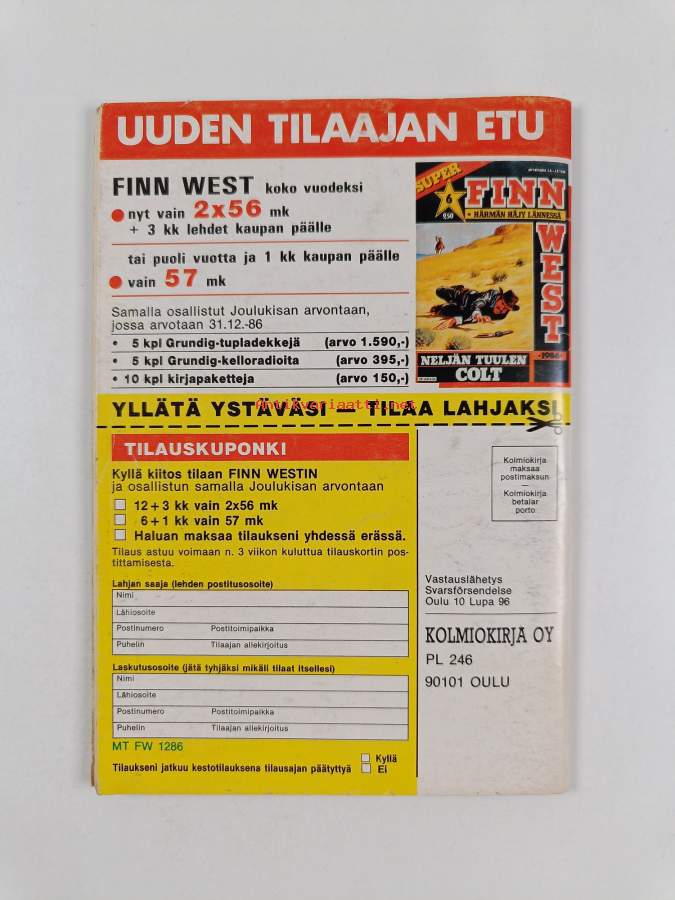 UUDEN TILAAJAN ETU
FINN WEST koko vuodeksi
● nyt vain 2x56 mk
+ 3 kk lehdet kaupan päälle
tai puoli vuotta ja 1 kk kaupan päälle
● vain 57 mk
Samalla osallistut Joulukisan arvontaan,
jossa arvotaan 31.12.-86
• 5 kpl Grundig-tupladekkejä (arvo 1.590,-)
• 5 kpl Grundig-kelloradioita (arvo 395,-)
• 10 kpl kirjapaketteja (arvo 150,-)
SUPER
6
9,50
FINN
WEST
• HÄRMÄN HÄJY LÄNNESSÄ
-1986-
NELJÄN TUULEN
COLT
YLLÄTÄ YSTÄVÄSI — TILAA LAHJAKSI
Antikvariaatti.net
TILAUSKUPONKI
Kyllä kiitos tilaan FINN WESTIN
ja osallistun samalla Joulukisan arvontaan
12+3 kk vain 2x56 mk
6+1 kk vain 57 mk
Haluan maksaa tilaukseni yhdessä erässä.
Tilaus astuu voimaan n. 3 viikon kuluttua tilauskortin pos-
tittamisesta.
Lahjan saaja (lehden postitusosoite)
Nimi
Lähiosoite
Postinumero Postitoimipaikka
Puhelin Tilaajan allekirjoitus
Laskutusosoite (jätä tyhjäksi mikäli tilaat itsellesi)
Nimi
Lähiosoite
Postinumero Postitoimipaikka
Puhelin Tilaajan allekirjoitus
MT FW 1286
Tilaukseni jatkuu kestotilauksena tilausajan päätyttyä
Kyllä
Ei
Kolmiokirja
maksaa
postimaksun
—
Kolmiokirja
betalar
porto
Vastauslähetys
Svarsförsendelse
Oulu 10 Lupa 96
KOLMIOKIRJA OY
PL 246
90101 OULU